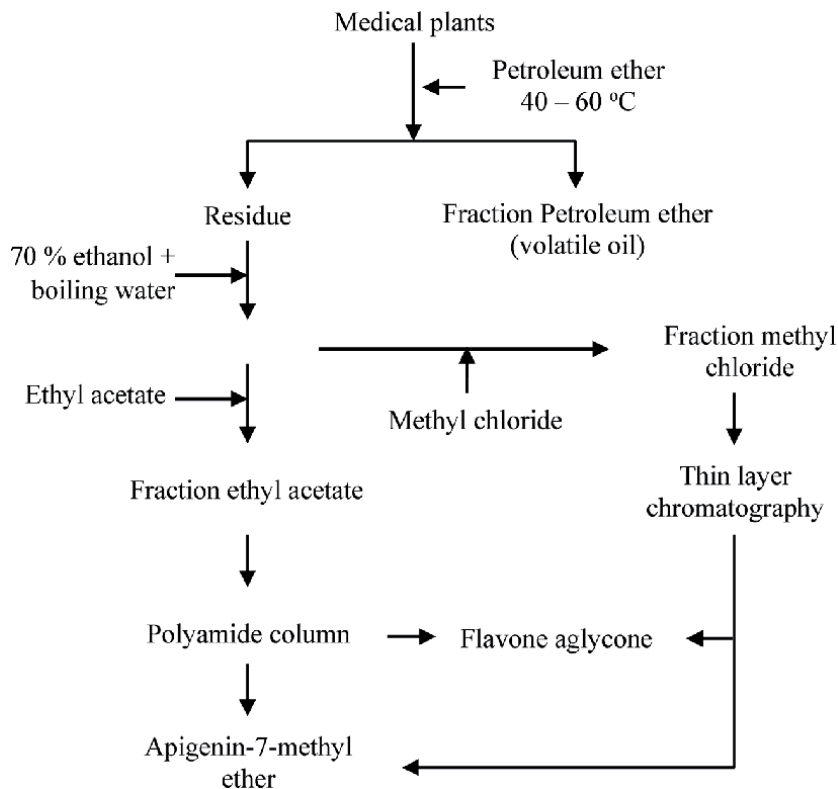 Medical plants
Petroleum ether
40 – 60 ºC
Residue
Fraction Petroleum ether
(volatile oil)
70 % ethanol +
boiling water
Fraction methyl
chloride
Ethyl acetate
Methyl chloride
Fraction ethyl acetate
Thin layer
chromatography
Polyamide column
Flavone aglycone
Apigenin-7-methyl
ether